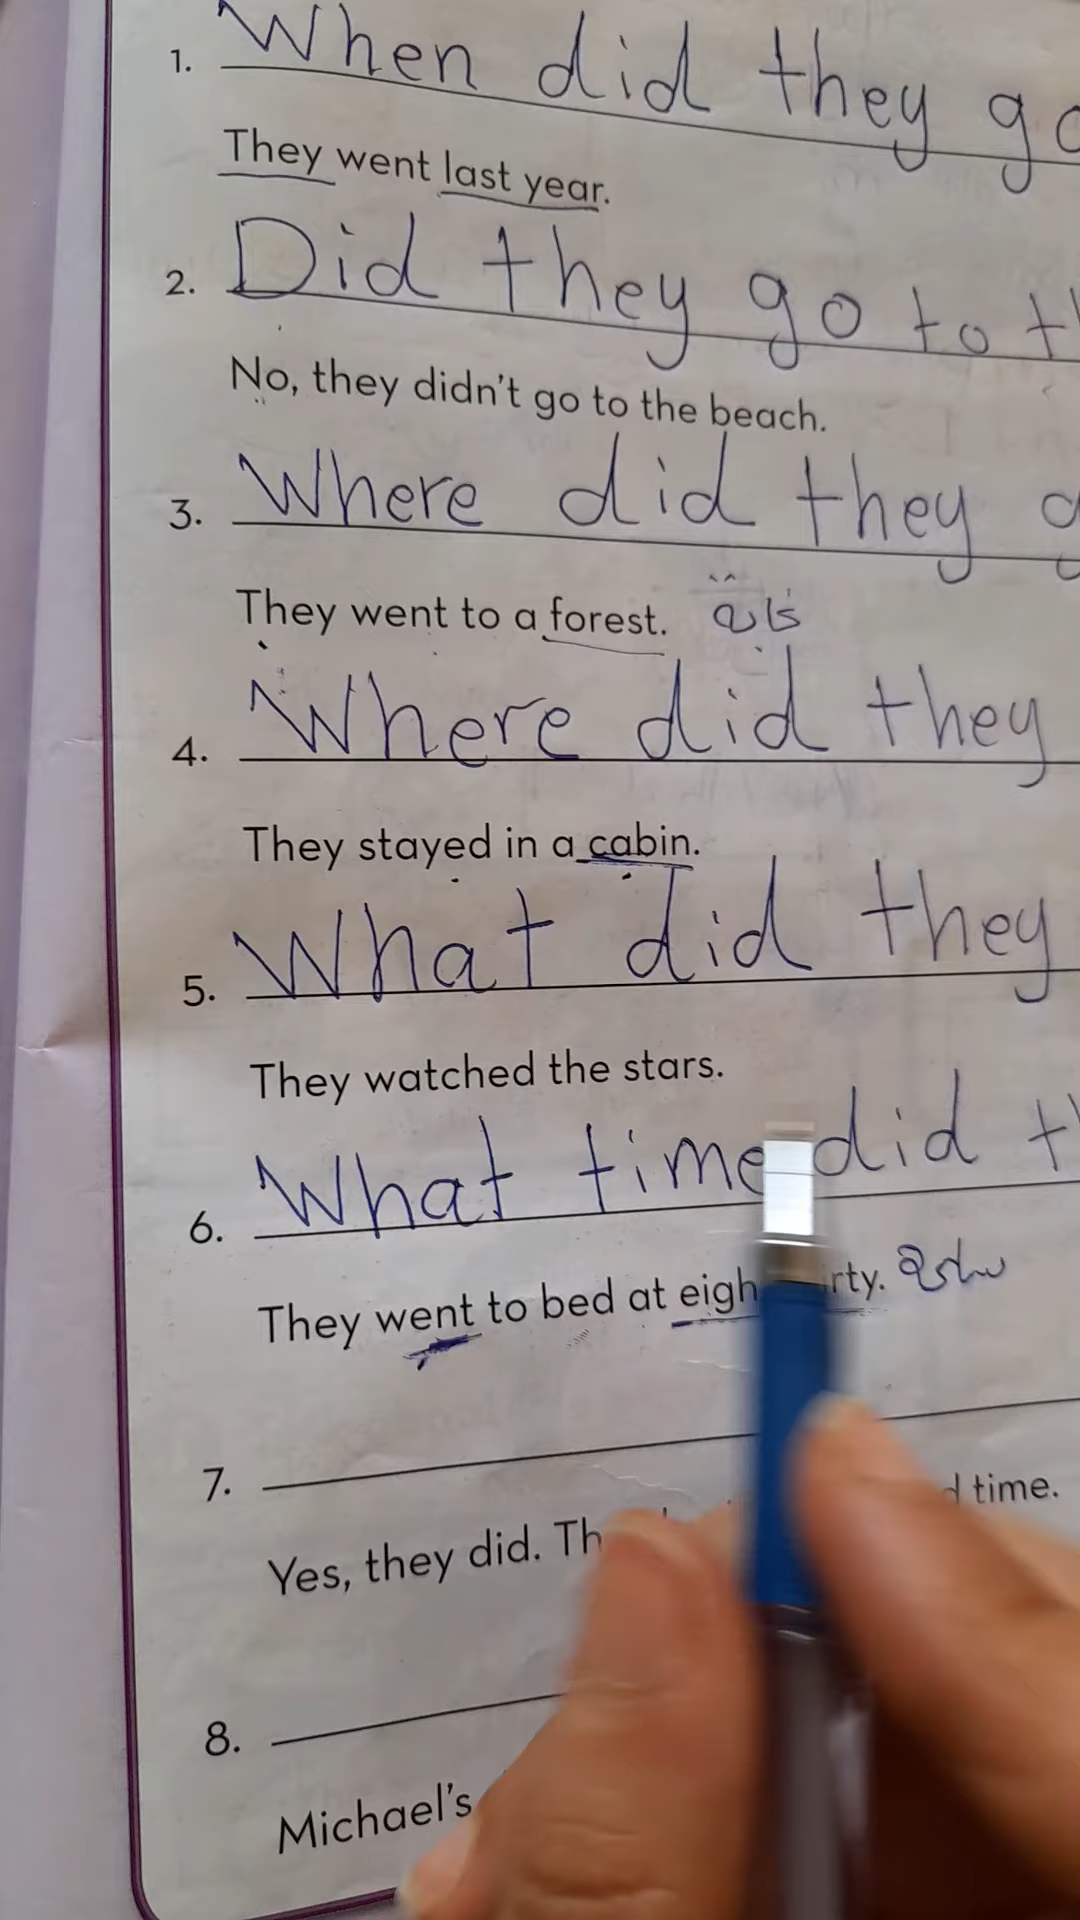 1. When did they go
They went last year.
2. Did they go to th
No, they didn't go to the beach.
3. Where did they g
They went to a forest.
4. Where did they
They stayed in a cabin.
5. What did they
They watched the stars.
6. What time did th
They went to bed at eigh rty.
7.
Yes, they did. Th d time.
8.
Michael's